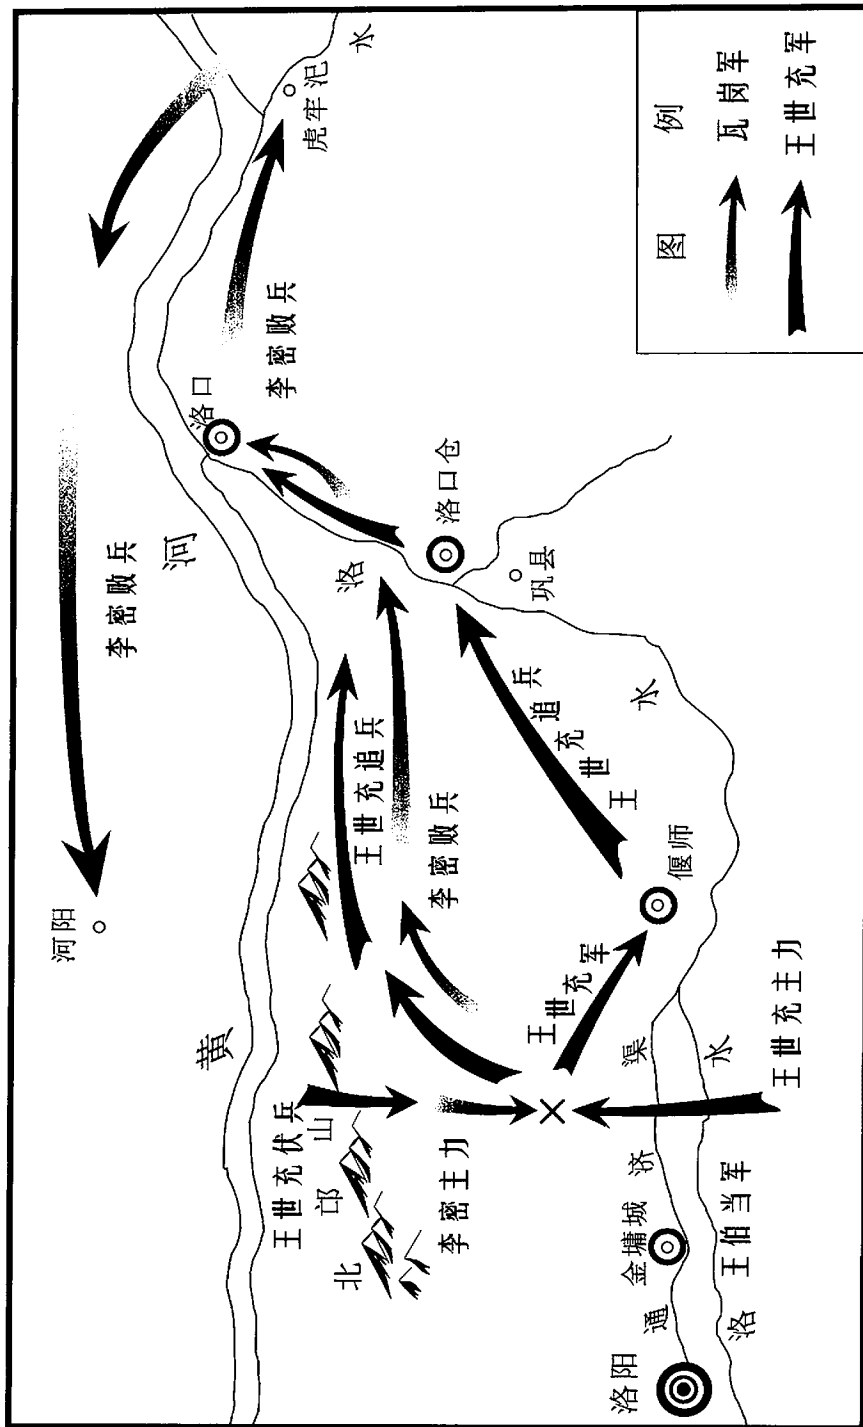 李密败兵
河阳
黄河
王世充伏兵
北邙山
王世充追兵
李密败兵
李密主力
洛口
李密败兵
虎牢
汜水
洛水
洛口仓
巩县
王世充追兵
王世充军
偃师
金墉城
通济渠
洛阳
王伯当军
洛水
王世充主力
图例
瓦岗军
王世充军